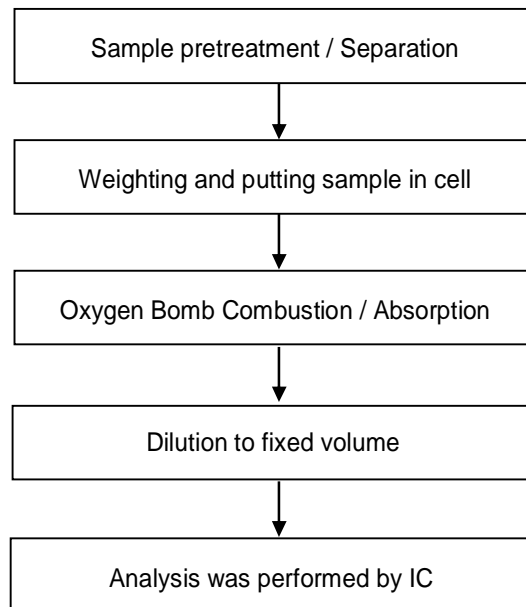 Sample pretreatment / Separation
Weighting and putting sample in cell
Oxygen Bomb Combustion / Absorption
Dilution to fixed volume
Analysis was performed by IC